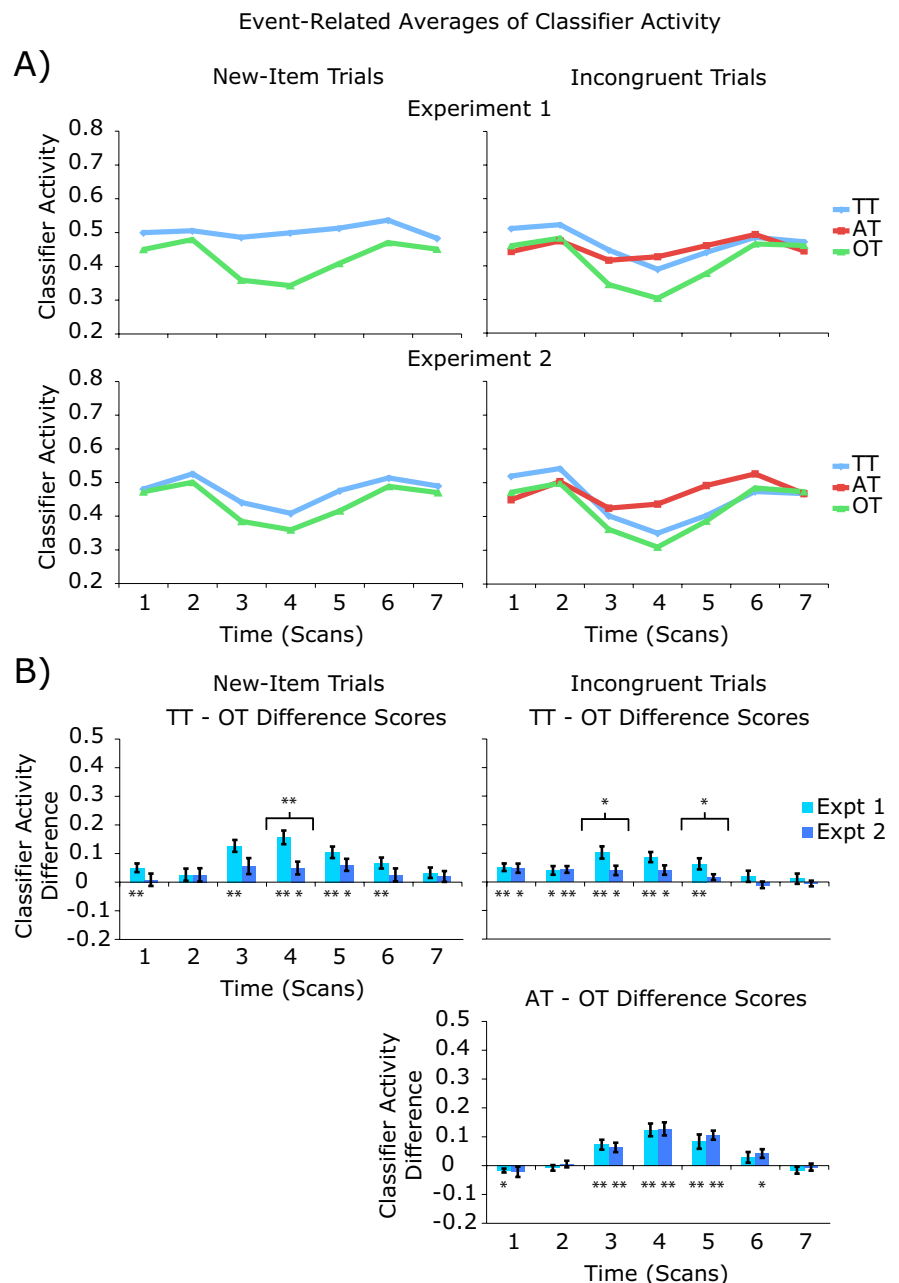 Event-Related Averages of Classifier Activity
A)
New-Item Trials
Incongruent Trials
Experiment 1
Classifier Activity
0.8
0.7
0.6
0.5
0.4
0.3
0.2
TT
AT
OT
Experiment 2
Classifier Activity
0.8
0.7
0.6
0.5
0.4
0.3
0.2
TT
AT
OT
1 2 3 4 5 6 7
1 2 3 4 5 6 7
Time (Scans)
Time (Scans)
B)
New-Item Trials
Incongruent Trials
TT - OT Difference Scores
TT - OT Difference Scores
Classifier Activity
Difference
0.5
0.4
0.3
0.2
0.1
0
-0.1
-0.2
**
* *
Expt 1
Expt 2
** ** ** * ** * **
** * * ** ** * ** * **
1 2 3 4 5 6 7
Time (Scans)
AT - OT Difference Scores
Classifier Activity
Difference
0.5
0.4
0.3
0.2
0.1
0
-0.1
-0.2
* ** ** ** ** ** ** *
1 2 3 4 5 6 7
Time (Scans)